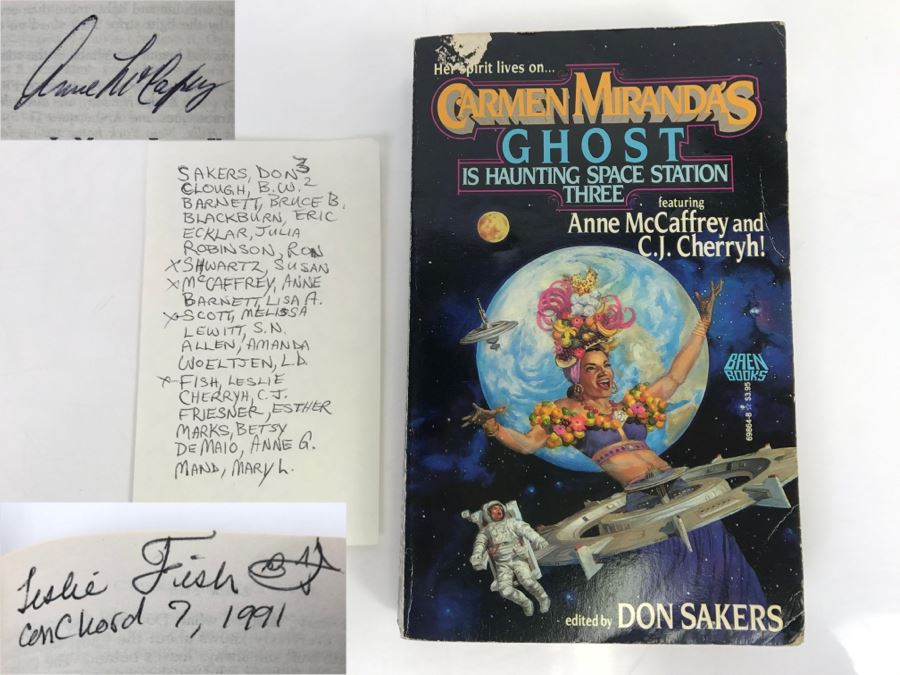 Anne McCaffrey
SAKERS, DON 3
CLOUGH, B.W. 2
BARNETT, BRUCE B.
BLACKBURN, ERIC
ECKLAR, JULIA
ROBINSON, RON
X SHWARTZ, SUSAN
X McCAFFREY, ANNE
BARNETT, LISA A.
X SCOTT, MELISSA
LEWITT, S.N.
ALLEN, AMANDA
WOELTJEN, L.D.
X FISH, LESLIE
CHERRYH, C.J.
FRIESNER, ESTHER
MARKS, BETSY
DE MAIO, ANNE G.
MAND, MARY L.
Leslie Fish
ConChord 7, 1991
Her spirit lives on...
CARMEN MIRANDA'S
GHOST
IS HAUNTING SPACE STATION
THREE
featuring
Anne McCaffrey and
C.J. Cherryh!
BAEN
BOOKS
69864-8 ☆ $3.95
edited by DON SAKERS